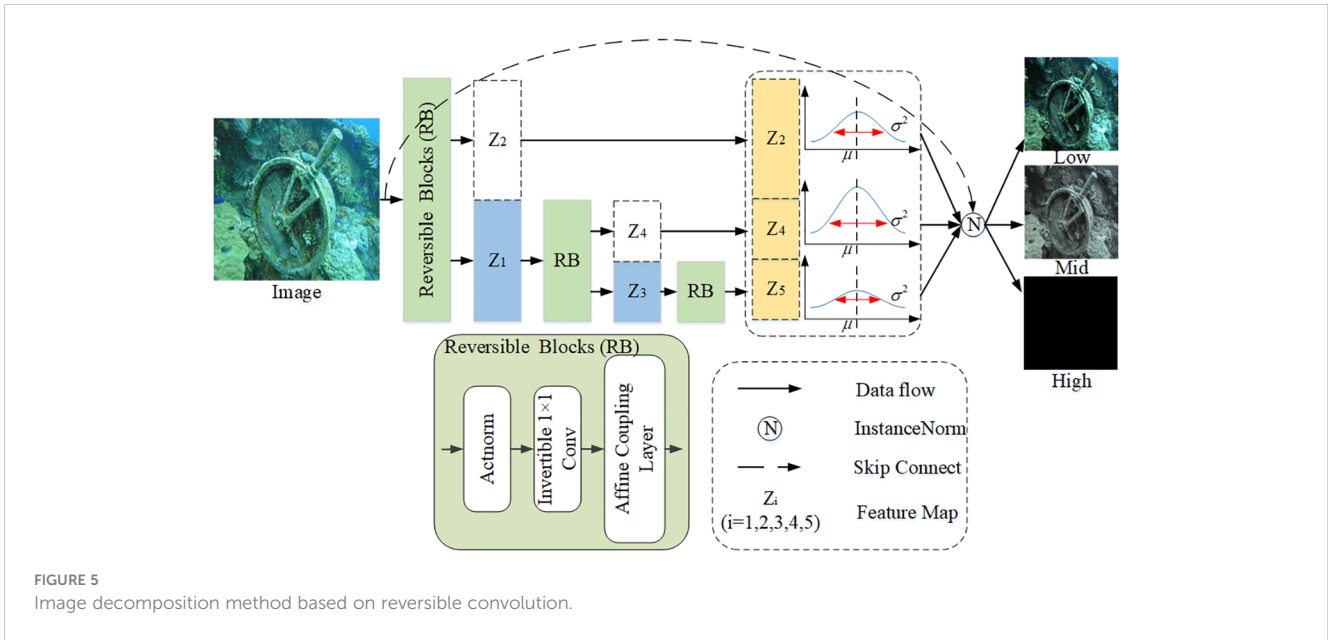 Image
Reversible Blocks (RB)
Z2
Z1
RB
Z4
Z3
RB
Z2
Z4
Z5
μ
σ2
μ
σ2
μ
σ2
N
Low
Mid
High
Reversible Blocks (RB)
Actnorm
Invertible 1×1
Conv
Affine Coupling
Layer
Data flow
N
InstanceNorm
Skip Connect
Zi
(i=1,2,3,4,5)
Feature Map
FIGURE 5
Image decomposition method based on reversible convolution.